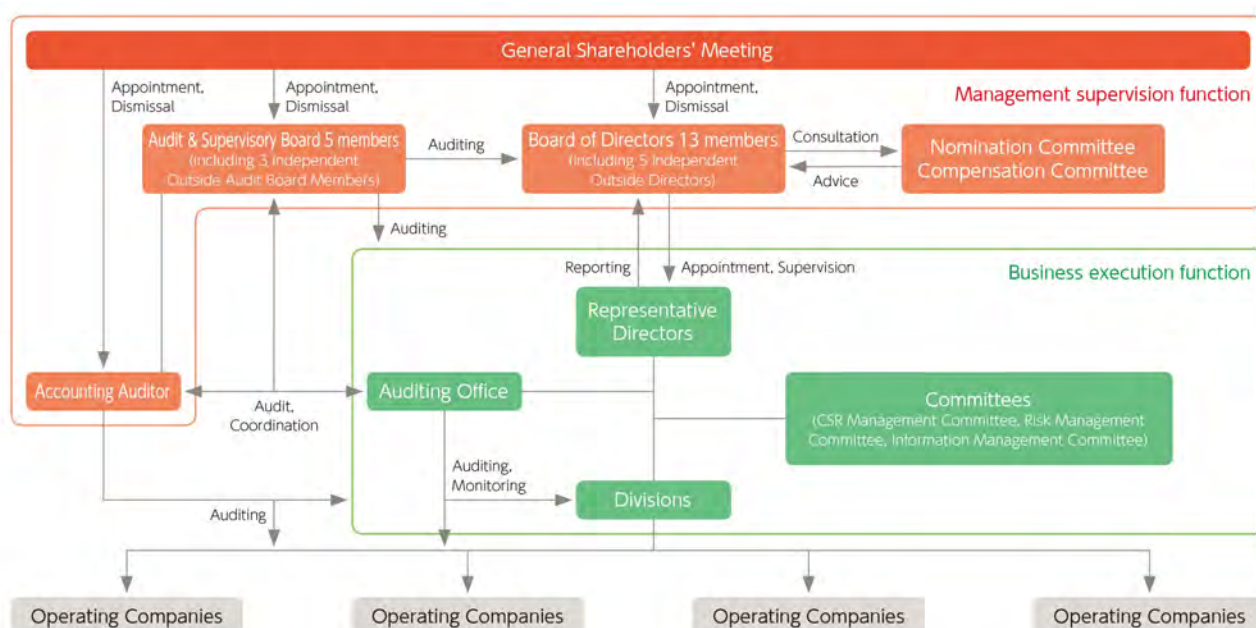 General Shareholders' Meeting
Appointment,
Dismissal
Appointment,
Dismissal
Appointment,
Dismissal
Management supervision function
Audit & Supervisory Board 5 members
(Including 3 Independent
Outside Audit Board Members)
Auditing
Board of Directors 13 members
(Including 5 Independent
Outside Directors)
Consultation
Advice
Nomination Committee
Compensation Committee
Auditing
Reporting
Appointment, Supervision
Business execution function
Representative
Directors
Accounting Auditor
Audit,
Coordination
Auditing Office
Committees
(CSR Management Committee, Risk Management
Committee, Information Management Committee)
Auditing,
Monitoring
Divisions
Auditing
Operating Companies
Operating Companies
Operating Companies
Operating Companies